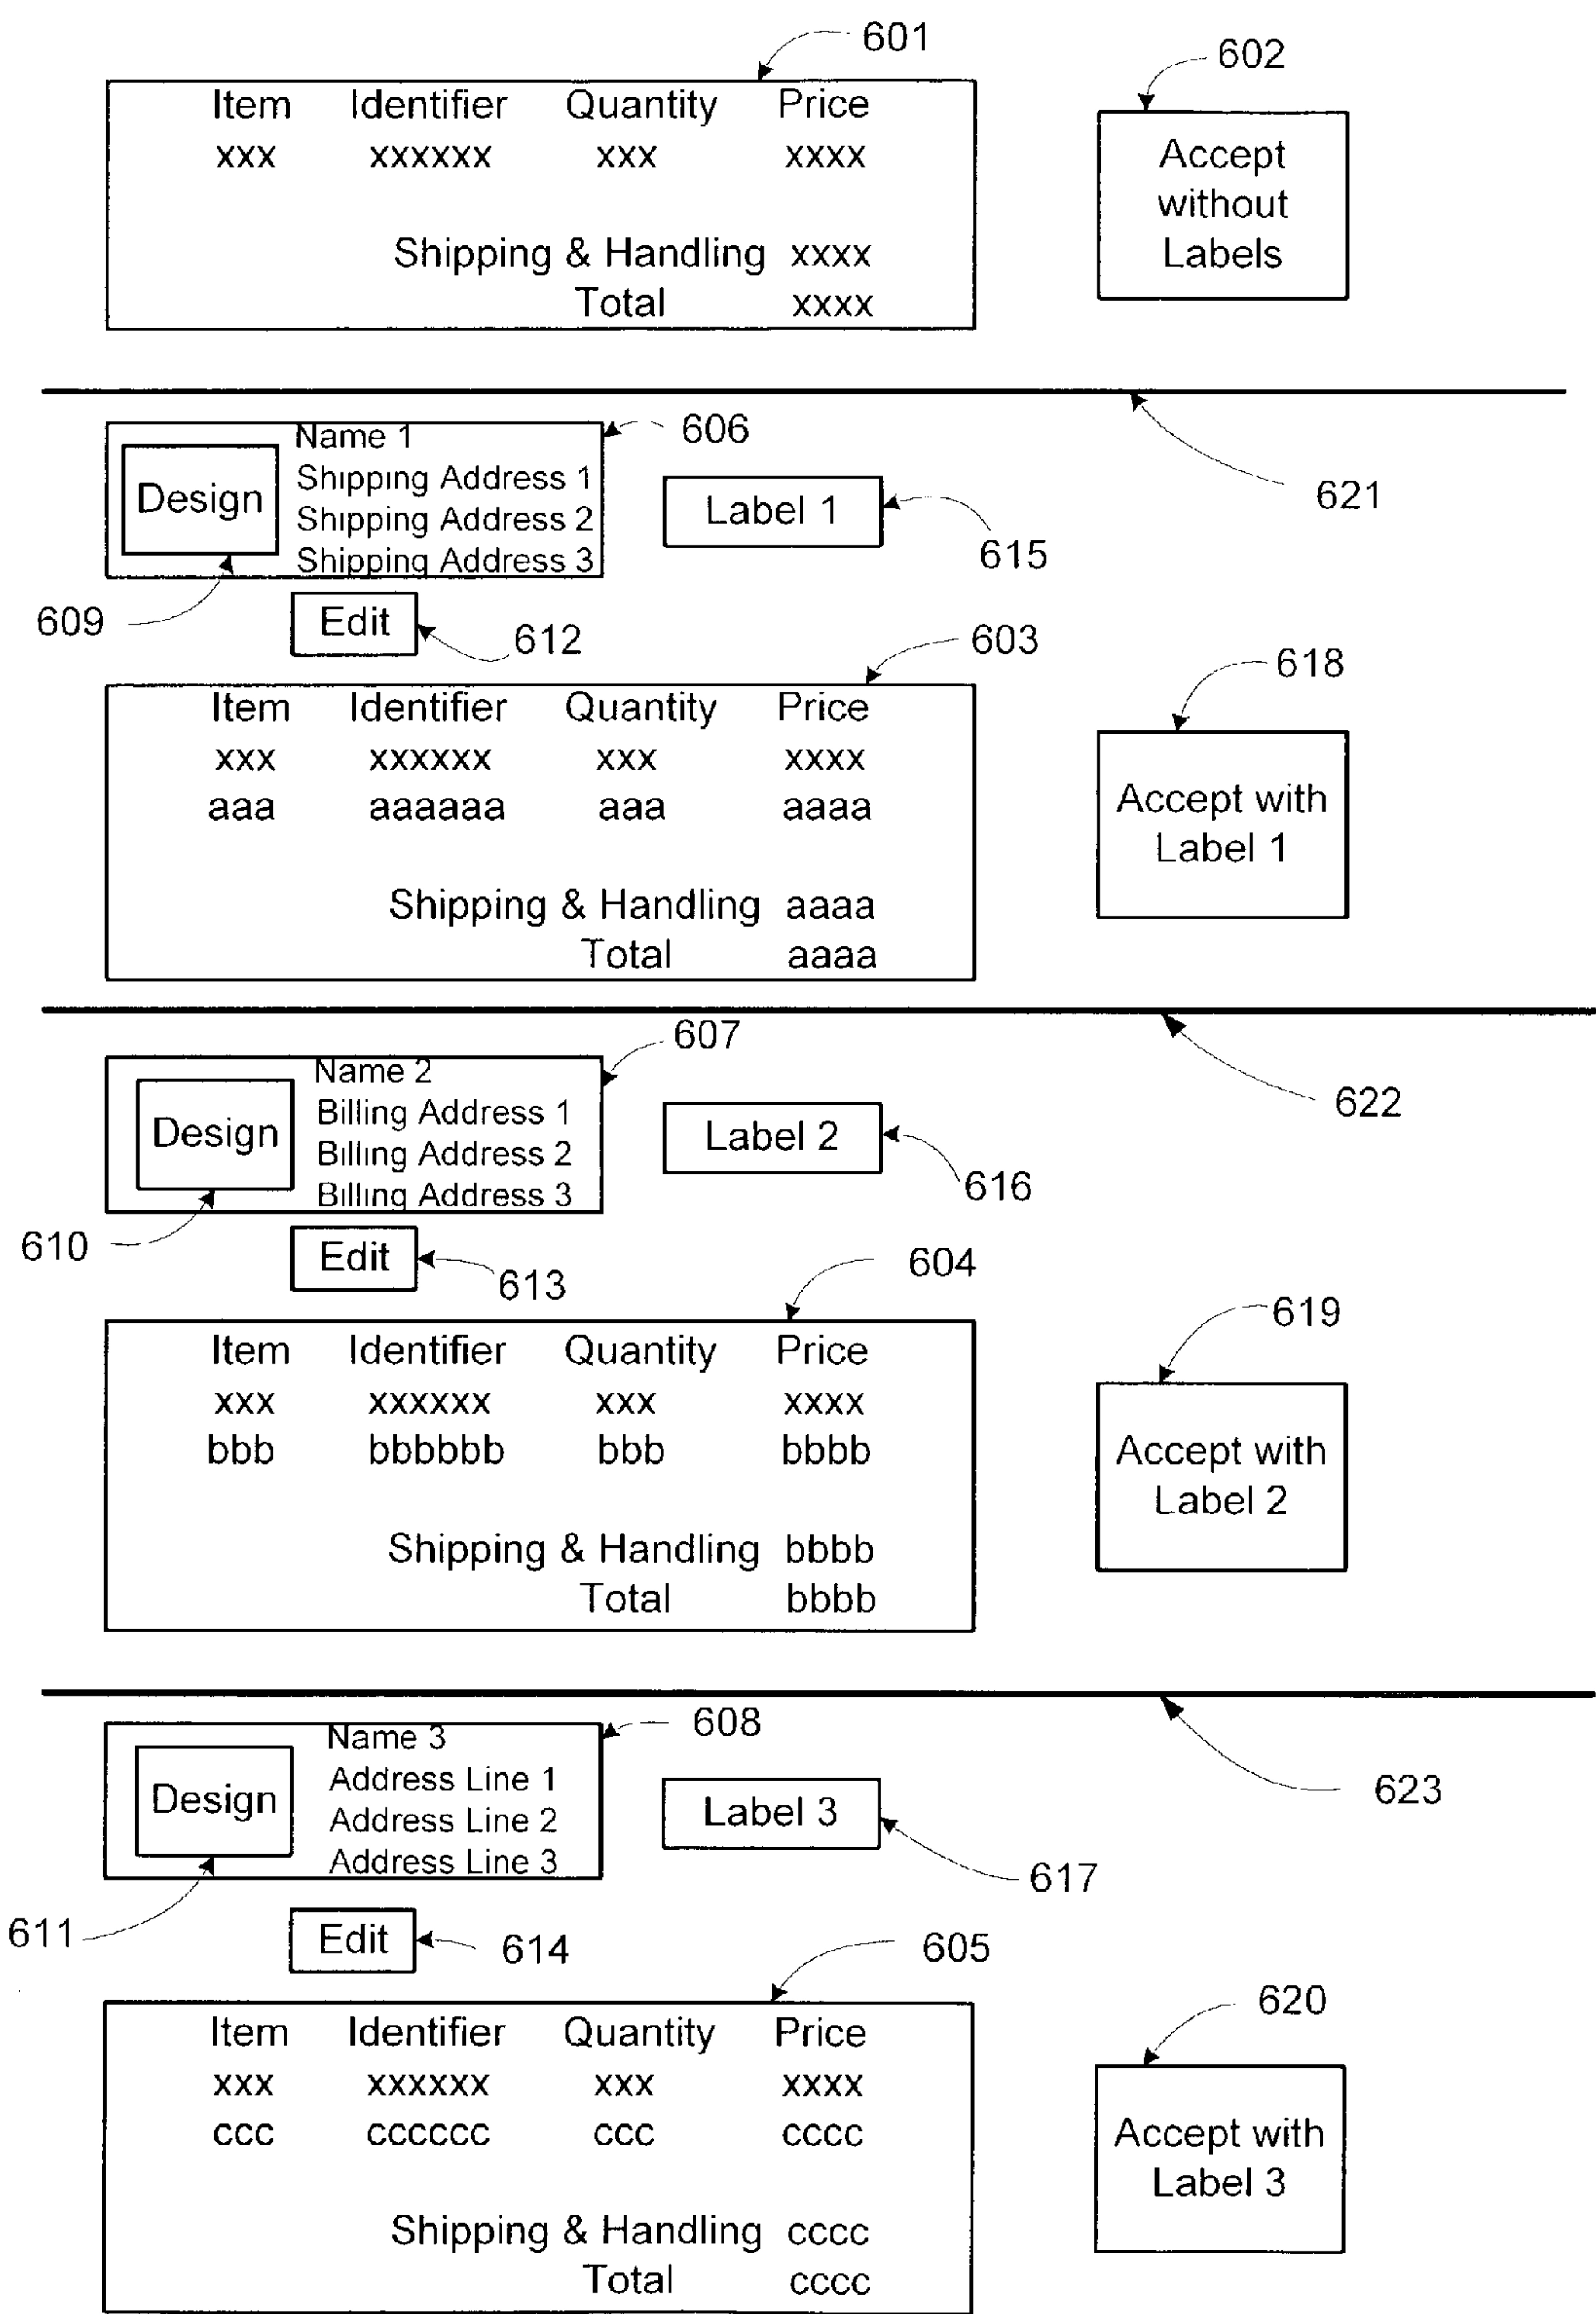 601
602
Item Identifier Quantity Price
xxx xxxxxx xxx xxxx
Shipping & Handling xxxx
Total xxxx
Accept
without
Labels
621
606
Design
Name 1
Shipping Address 1
Shipping Address 2
Shipping Address 3
Label 1
615
609
Edit
612
603
618
Item Identifier Quantity Price
xxx xxxxxx xxx xxxx
aaa aaaaaa aaa aaaa
Shipping & Handling aaaa
Total aaaa
Accept with
Label 1
622
607
Design
Name 2
Billing Address 1
Billing Address 2
Billing Address 3
Label 2
616
610
Edit
613
604
619
Item Identifier Quantity Price
xxx xxxxxx xxx xxxx
bbb bbbbbb bbb bbbb
Shipping & Handling bbbb
Total bbbb
Accept with
Label 2
623
608
Design
Name 3
Address Line 1
Address Line 2
Address Line 3
Label 3
617
611
Edit
614
605
620
Item Identifier Quantity Price
xxx xxxxxx xxx xxxx
ccc cccccc ccc cccc
Shipping & Handling cccc
Total cccc
Accept with
Label 3